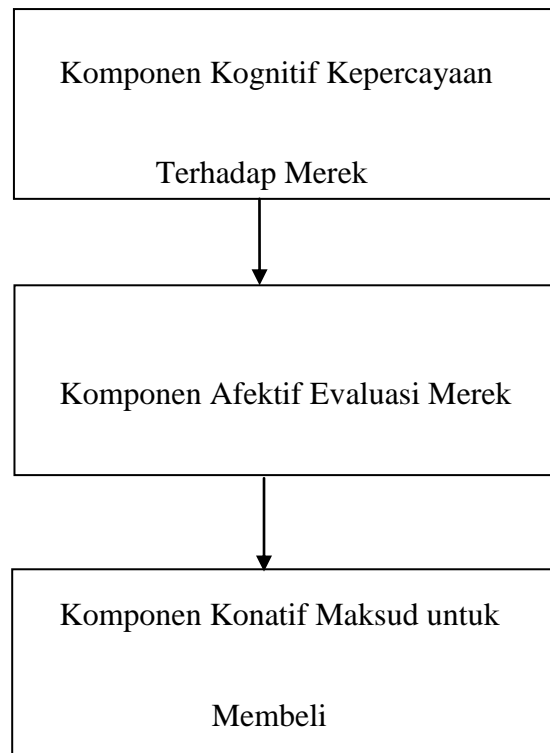 Komponen Kognitif Kepercayaan
Terhadap Merek
Komponen Afektif Evaluasi Merek
Komponen Konatif Maksud untuk
Membeli